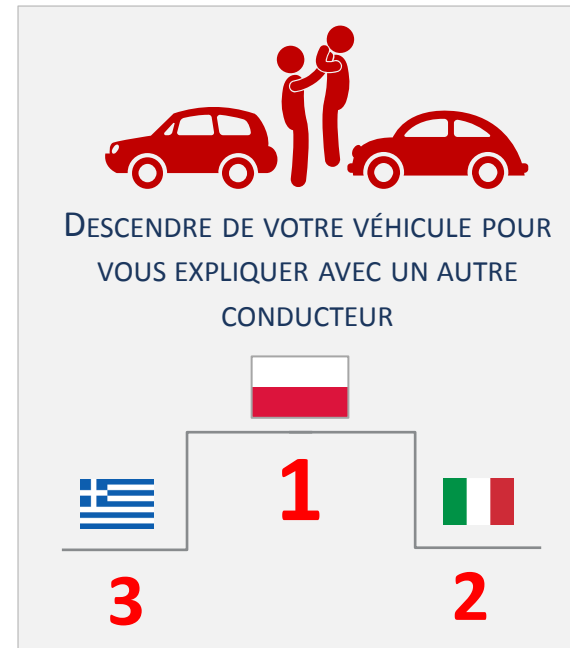 DESCENDRE DE VOTRE VÉHICULE POUR
VOUS EXPLIQUER AVEC UN AUTRE
CONDUCTEUR
1
3
2